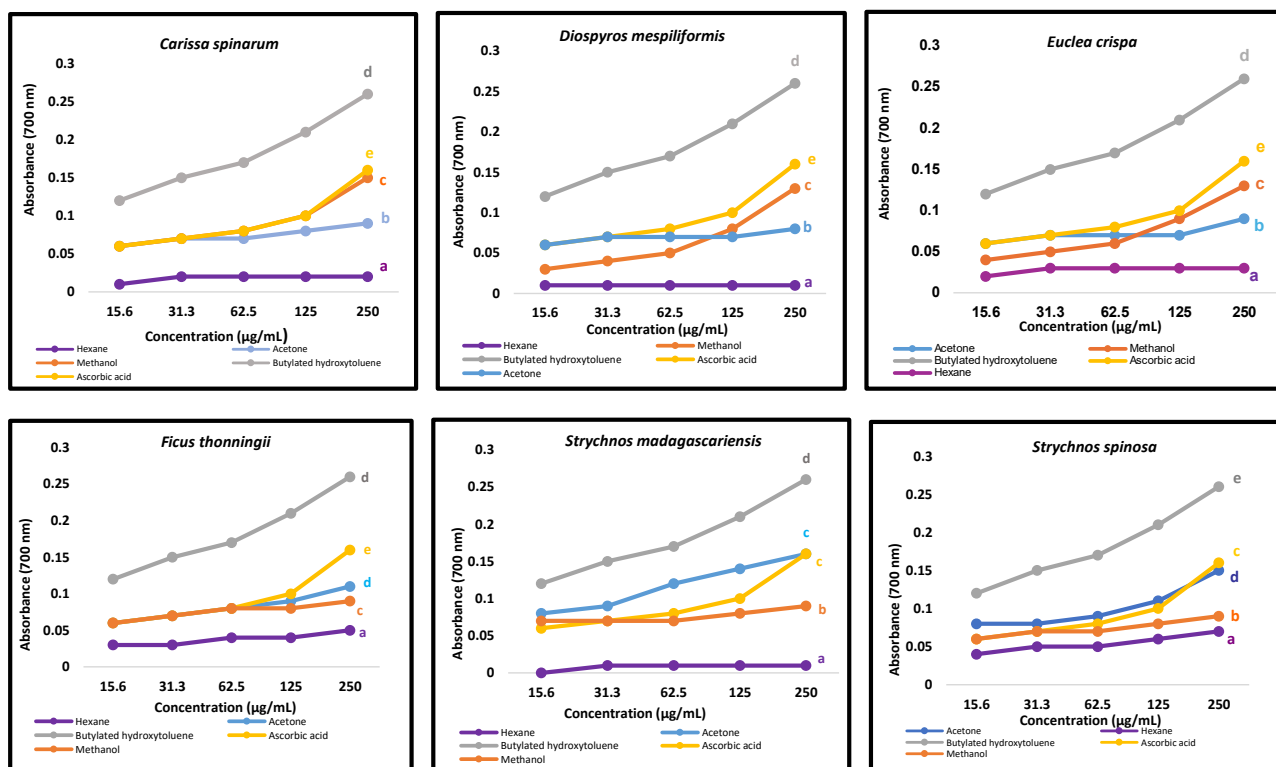 Carissa spinarum
0.3
0.25
0.2
0.15
0.1
0.05
0
Absorbance (700 nm)
d
e
c
b
a
15.6 31.3 62.5 125 250
Concentration (µg/mL)
Hexane Acetone
Methanol Butylated hydroxytoluene
Ascorbic acid
Diospyros mespiliformis
0.3
0.25
0.2
0.15
0.1
0.05
0
Absorbance (700 nm)
d
e
c
b
a
15.6 31.3 62.5 125 250
Concentration (µg/mL)
Hexane Methanol
Butylated hydroxytoluene Ascorbic acid
Acetone
Euclea crispa
0.3
0.25
0.2
0.15
0.1
0.05
0
Absorbance (700 nm)
d
e
c
b
a
15.6 31.3 62.5 125 250
Concentration (µg/mL)
Acetone Methanol
Butylated hydroxytoluene Ascorbic acid
Hexane
Ficus thonningii
0.3
0.25
0.2
0.15
0.1
0.05
0
Absorbance (700 nm)
d
e
d
c
a
15.6 31.3 62.5 125 250
Concentration (µg/mL)
Hexane Acetone
Butylated hydroxytoluene Ascorbic acid
Methanol
Strychnos madagascariensis
0.3
0.25
0.2
0.15
0.1
0.05
0
Absorbance (700 nm)
d
c
c
b
a
15.6 31.3 62.5 125 250
Concentration (µg/mL)
Hexane Acetone
Butylated hydroxytoluene Ascorbic acid
Methanol
Strychnos spinosa
0.3
0.25
0.2
0.15
0.1
0.05
0
Absorbance (700 nm)
e
c
d
b
a
15.6 31.3 62.5 125 250
Concentration (µg/mL)
Acetone Hexane
Butylated hydroxytoluene Ascorbic acid
Methanol